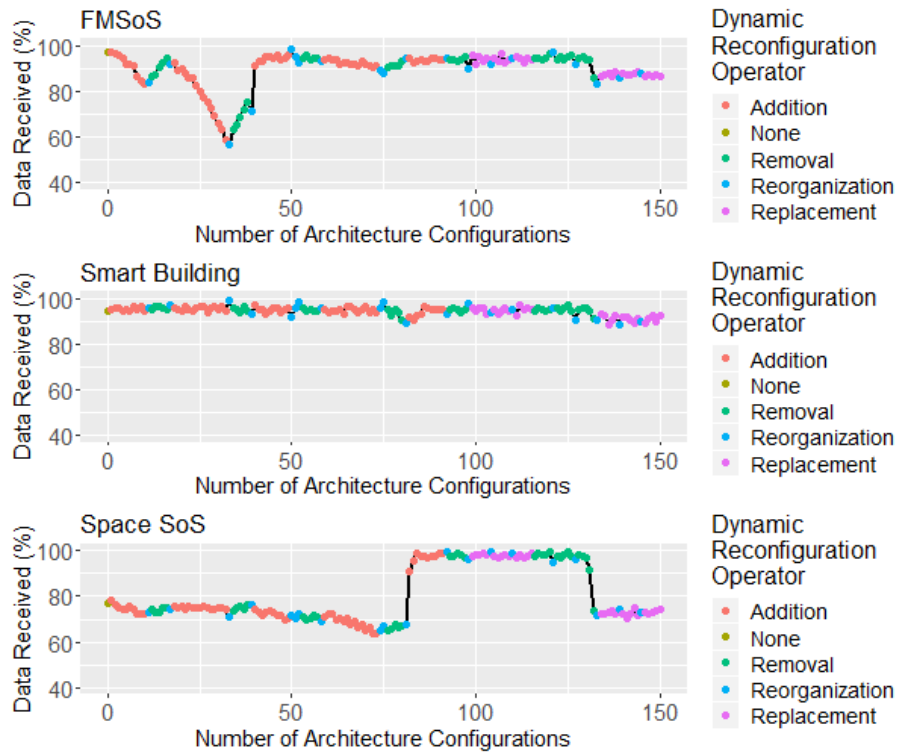 FMSoS
Data Received (%)
100
80
60
40
0
50
100
150
Number of Architecture Configurations
Dynamic
Reconfiguration
Operator
Addition
None
Removal
Reorganization
Replacement
Smart Building
Data Received (%)
100
80
60
40
0
50
100
150
Number of Architecture Configurations
Dynamic
Reconfiguration
Operator
Addition
None
Removal
Reorganization
Replacement
Space SoS
Data Received (%)
100
80
60
40
0
50
100
150
Number of Architecture Configurations
Dynamic
Reconfiguration
Operator
Addition
None
Removal
Reorganization
Replacement